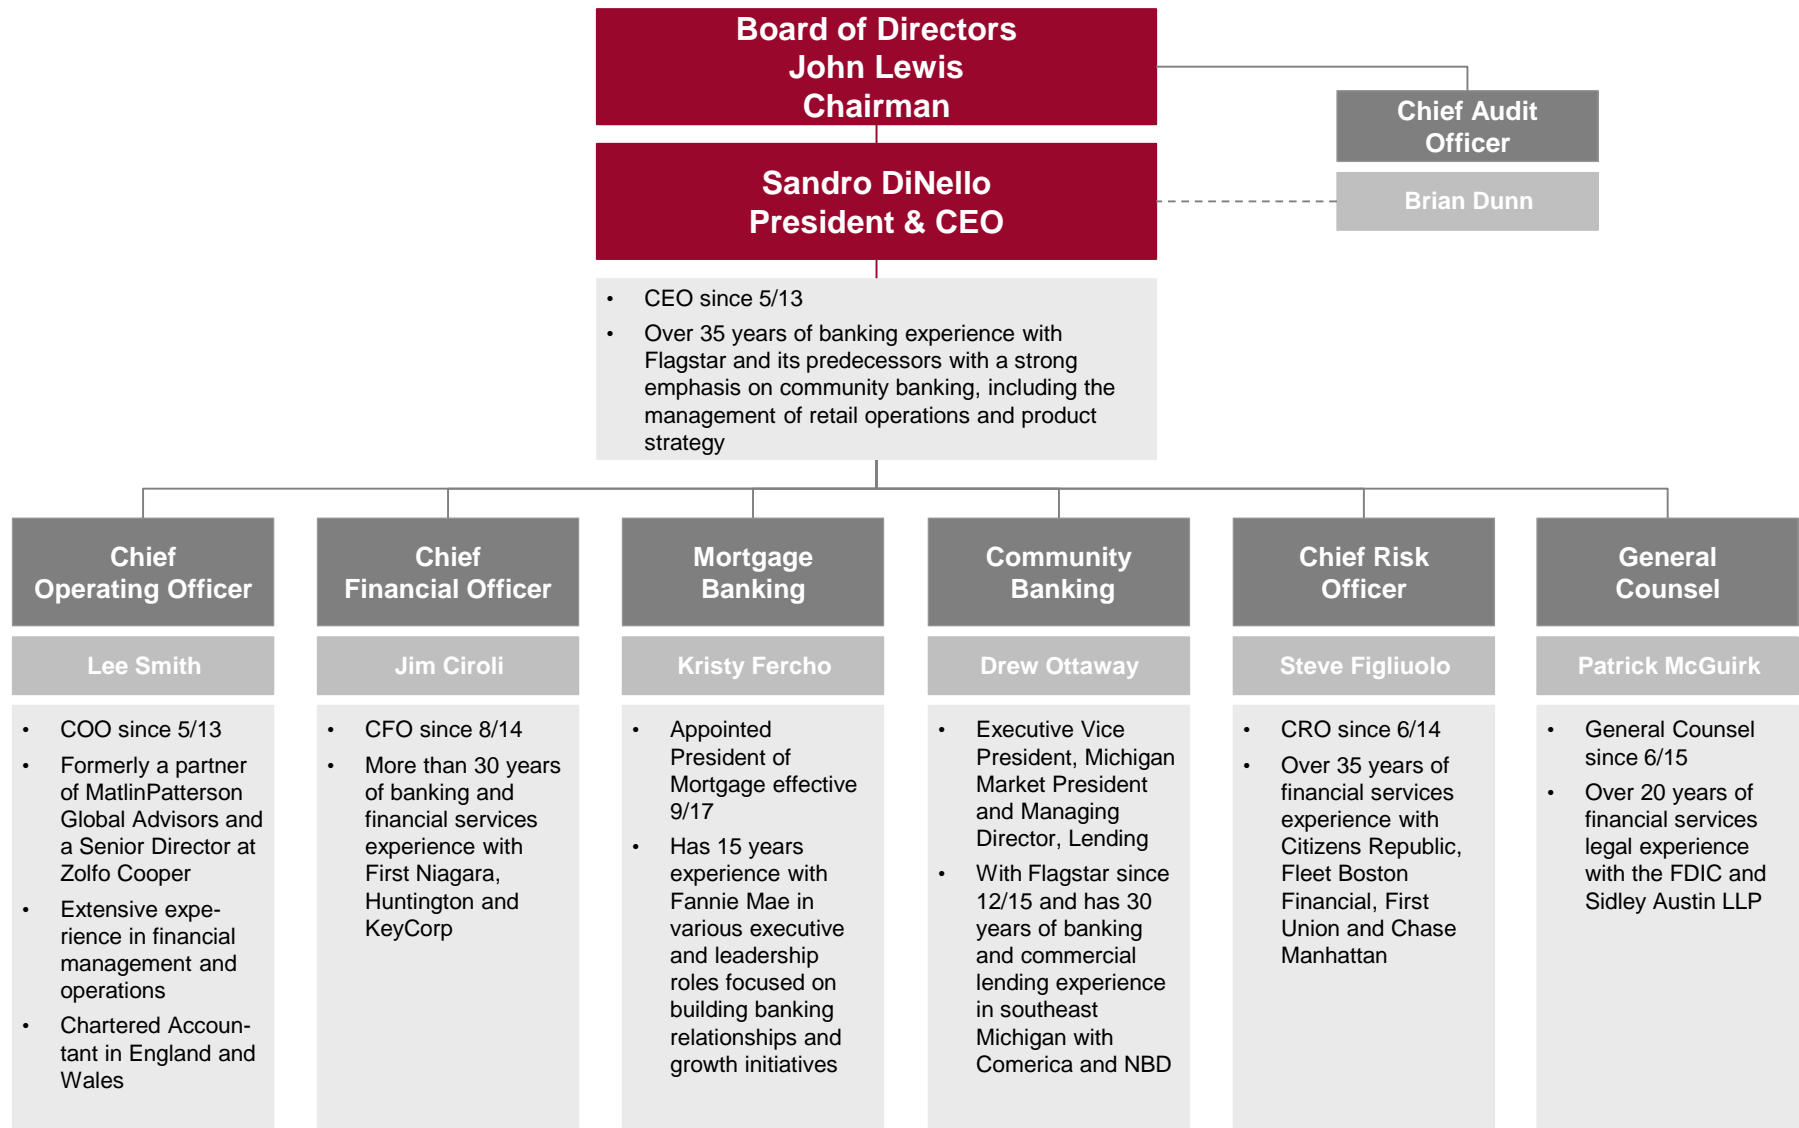 Board of Directors
John Lewis
Chairman
Chief Audit
Officer
Brian Dunn
Sandro DiNello
President & CEO
• CEO since 5/13
• Over 35 years of banking experience with
Flagstar and its predecessors with a strong
emphasis on community banking, including the
management of retail operations and product
strategy
Chief
Operating Officer
Lee Smith
• COO since 5/13
• Formerly a partner
of MatlinPatterson
Global Advisors and
a Senior Director at
Zolfo Cooper
• Extensive expe-
rience in financial
management and
operations
• Chartered Accoun-
tant in England and
Wales
Chief
Financial Officer
Jim Ciroli
• CFO since 8/14
• More than 30 years
of banking and
financial services
experience with
First Niagara,
Huntington and
KeyCorp
Mortgage
Banking
Kristy Fercho
• Appointed
President of
Mortgage effective
9/17
• Has 15 years
experience with
Fannie Mae in
various executive
and leadership
roles focused on
building banking
relationships and
growth initiatives
Community
Banking
Drew Ottaway
• Executive Vice
President, Michigan
Market President
and Managing
Director, Lending
• With Flagstar since
12/15 and has 30
years of banking
and commercial
lending experience
in southeast
Michigan with
Comerica and NBD
Chief Risk
Officer
Steve Figliuolo
• CRO since 6/14
• Over 35 years of
financial services
experience with
Citizens Republic,
Fleet Boston
Financial, First
Union and Chase
Manhattan
General
Counsel
Patrick McGuirk
• General Counsel
since 6/15
• Over 20 years of
financial services
legal experience
with the FDIC and
Sidley Austin LLP